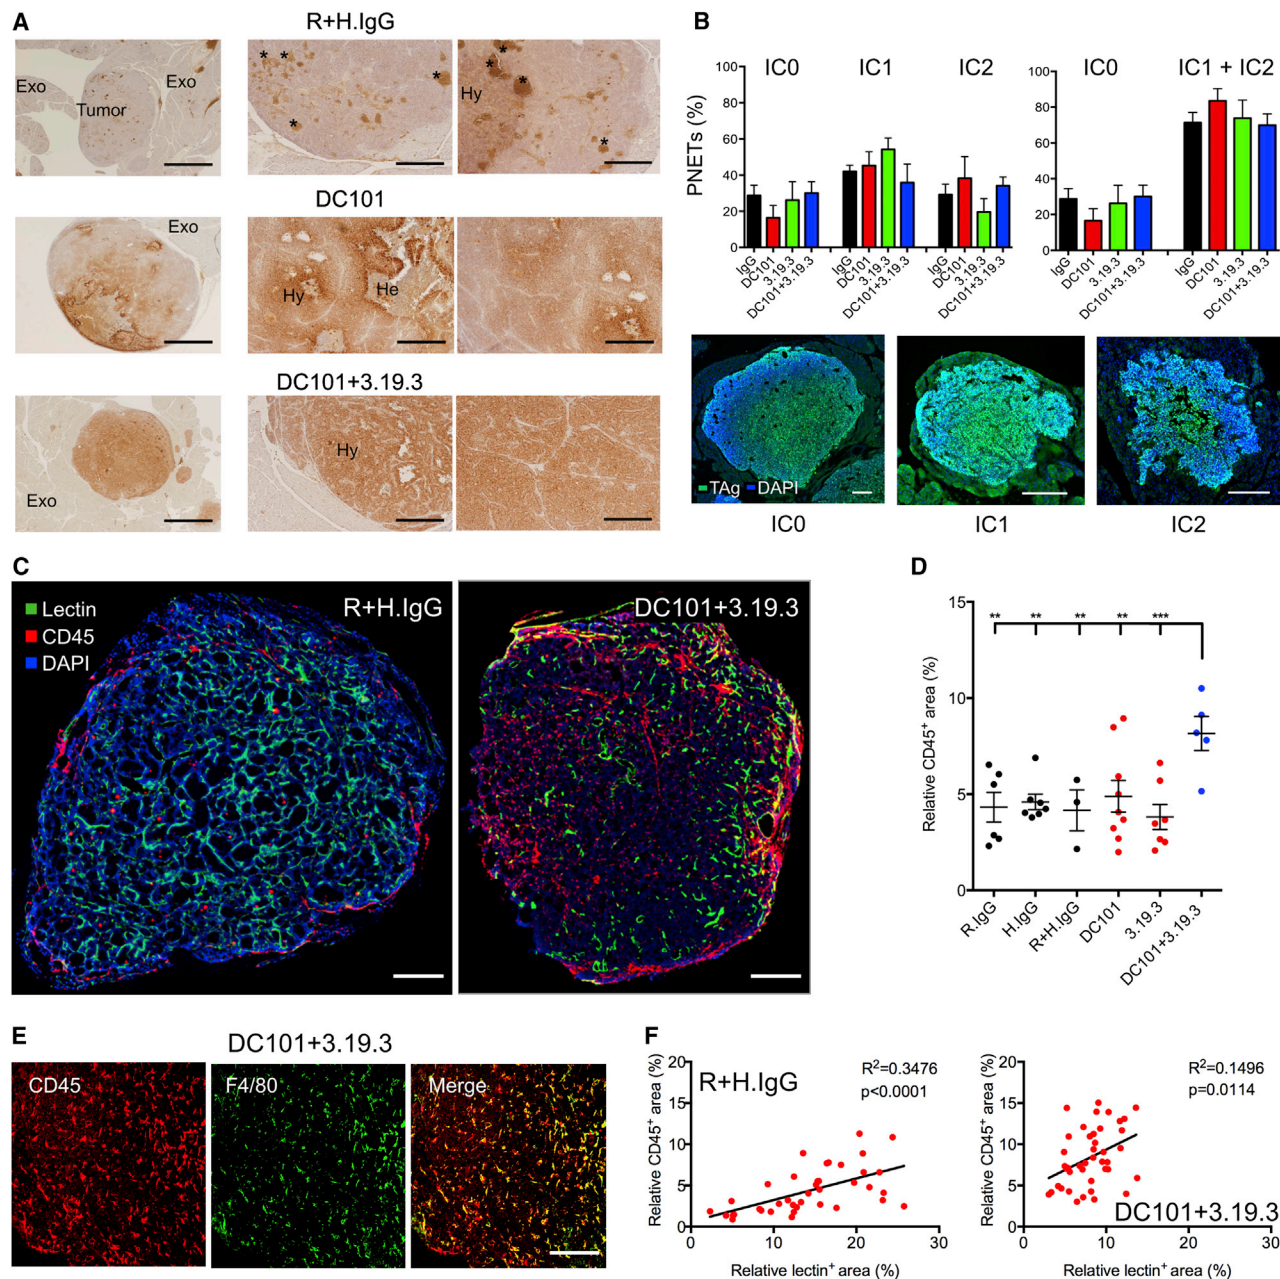 A
R+H.IgG
Exo
Tumor
Exo
* *
*
*
Hy
*
*
*
*
DC101
Exo
Hy
He
DC101+3.19.3
Exo
Hy
B
PNETs (%)
100
80
60
40
20
0
IC0
IC1
IC2
IgG
DC101
3.19.3
DC101+3.19.3
IgG
DC101
3.19.3
DC101+3.19.3
IgG
DC101
3.19.3
DC101+3.19.3
100
80
60
40
20
0
IC0
IC1 + IC2
IgG
DC101
3.19.3
DC101+3.19.3
IgG
DC101
3.19.3
DC101+3.19.3
TAg DAPI
IC0
IC1
IC2
C
Lectin
CD45
DAPI
R+H.IgG
DC101+3.19.3
D
Relative CD45+ area (%)
15
10
5
0
** ** ** ** ***
R.IgG
H.IgG
R+H.IgG
DC101
3.19.3
DC101+3.19.3
E
DC101+3.19.3
CD45
F4/80
Merge
F
Relative CD45+ area (%)
20
15
10
5
0
R+H.IgG
R2=0.3476
p<0.0001
0 10 20 30
Relative lectin+ area (%)
Relative CD45+ area (%)
20
15
10
5
0
R2=0.1496
p=0.0114
DC101+3.19.3
0 10 20 30
Relative lectin+ area (%)